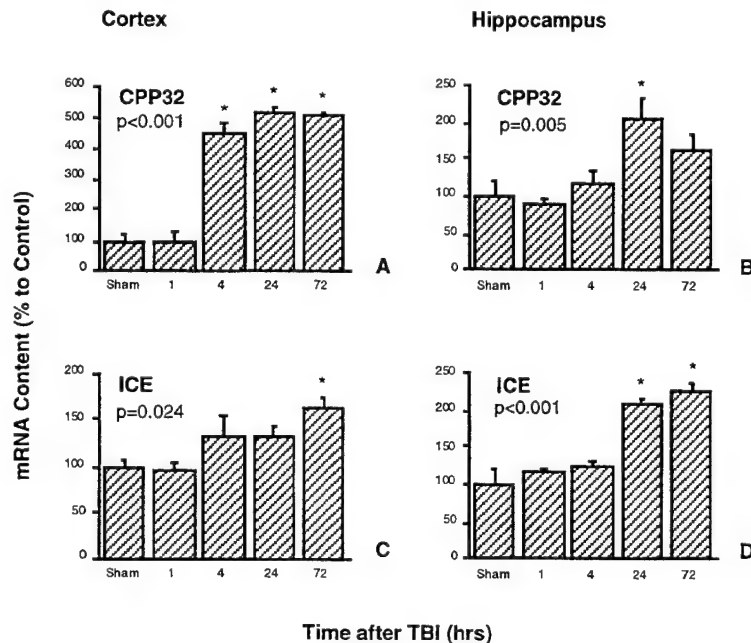 Cortex
Hippocampus
mRNA Content (% to Control)
600
500
400
300
200
100
0
CPP32
p<0.001
* * *
Sham 1 4 24 72
A
250
200
150
100
50
0
CPP32
p=0.005
*
Sham 1 4 24 72
B
200
150
100
50
0
ICE
p=0.024
*
Sham 1 4 24 72
C
250
200
150
100
50
0
ICE
p<0.001
* *
Sham 1 4 24 72
D
Time after TBI (hrs)